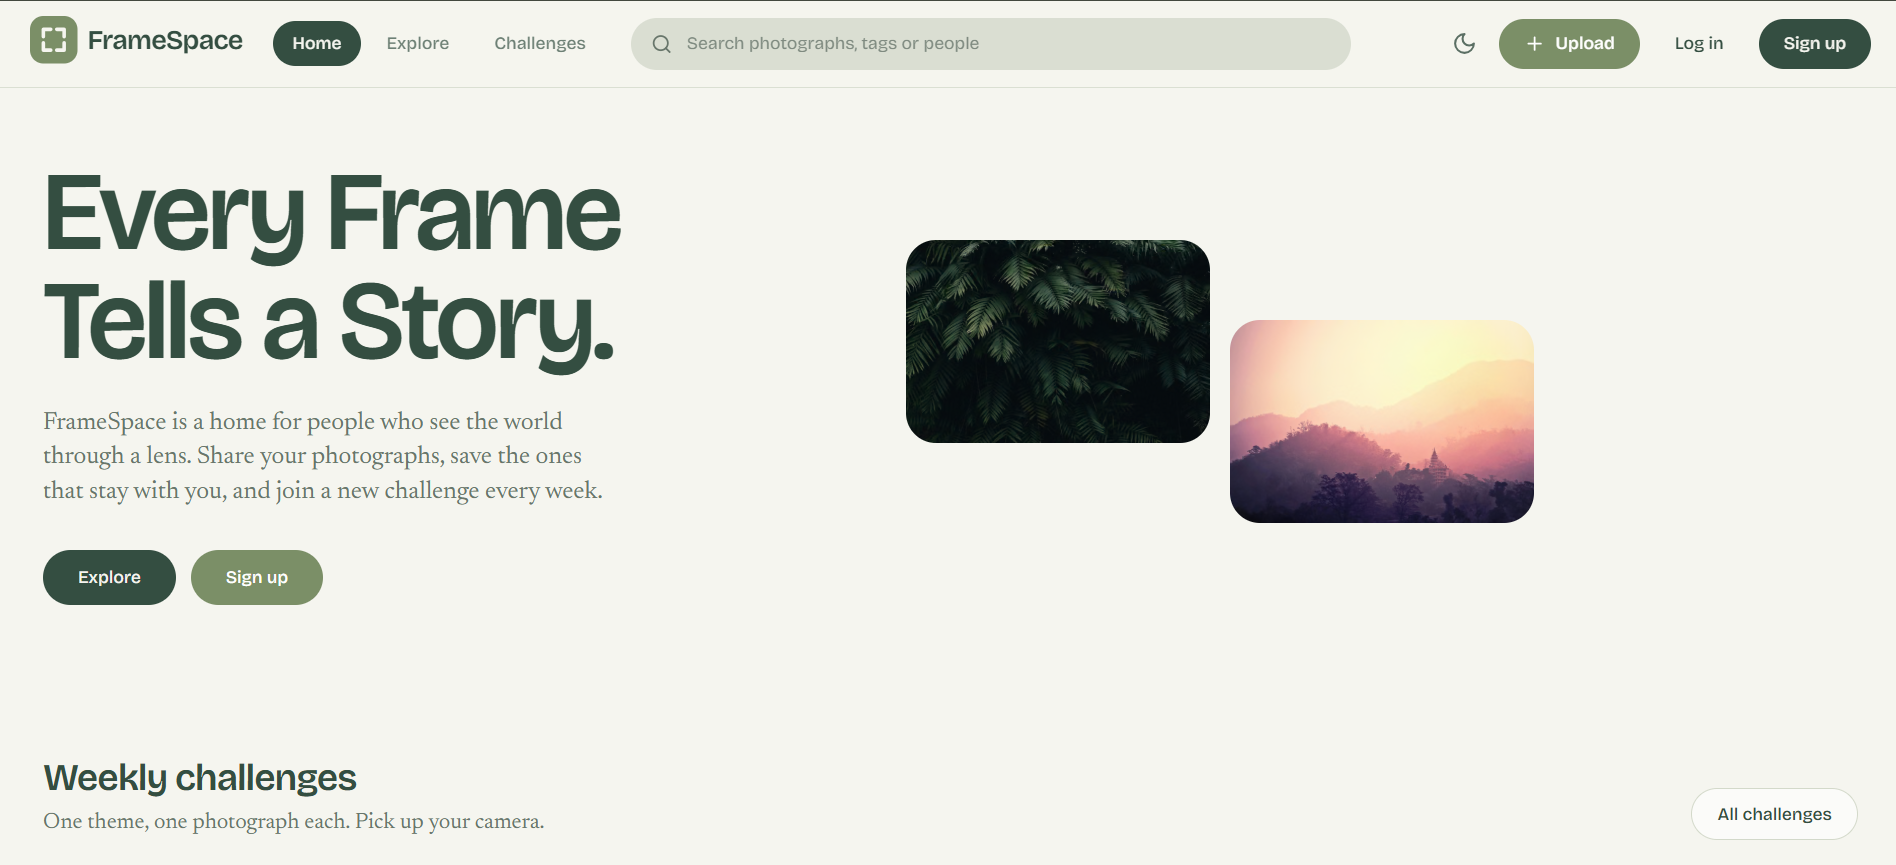 FrameSpace
Home
Explore
Challenges
Search photographs, tags or people
Upload
Log in
Sign up
Every Frame
Tells a Story.
FrameSpace is a home for people who see the world
through a lens. Share your photographs, save the ones
that stay with you, and join a new challenge every week.
Explore
Sign up
Weekly challenges
One theme, one photograph each. Pick up your camera.
All challenges